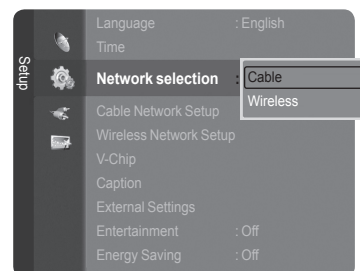 Setup
Language : English
Time
Network selection : Cable
Wireless
Cable Network Setup
Wireless Network Setup
V-Chip
Caption
External Settings
Entertainment : Off
Energy Saving : Off